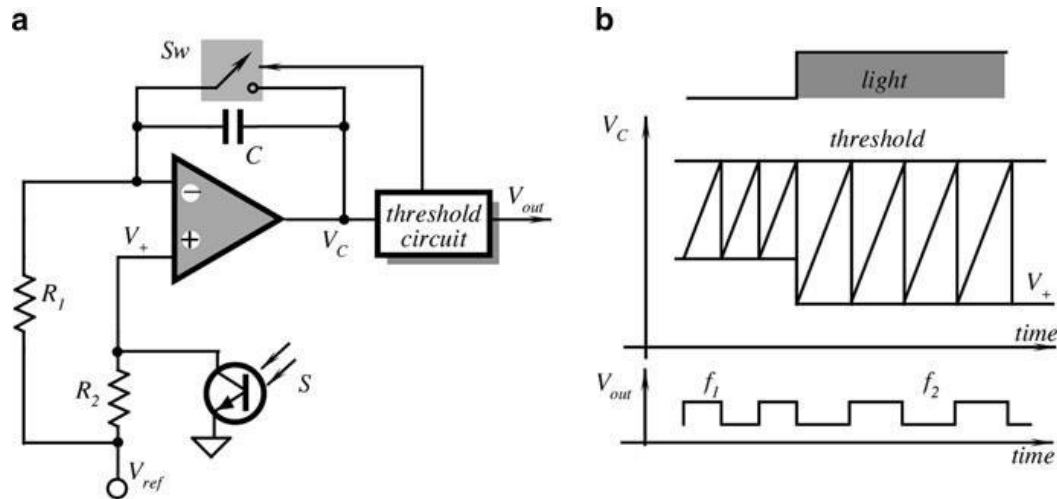 a
Sw
C
−
+
V+
VC
threshold
circuit
Vout
R1
R2
S
Vref
b
light
VC
threshold
V+
time
Vout
f1
f2
time